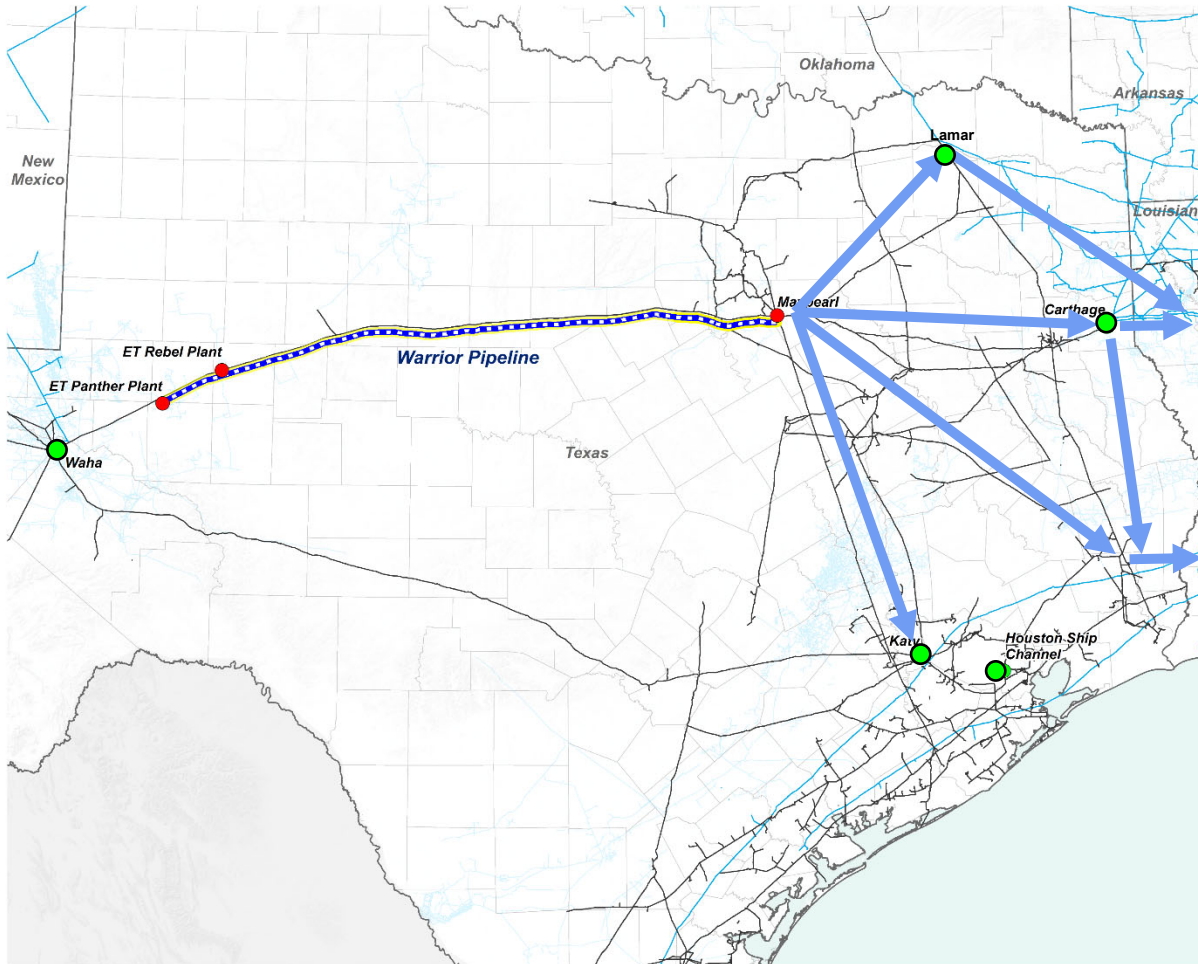 Oklahoma
Arkansas
Lamar
New
Mexico
Louisian
Maypearl
Carthage
ET Rebel Plant
Warrior Pipeline
ET Panther Plant
Texas
Waha
Katy
Houston Ship
Channel